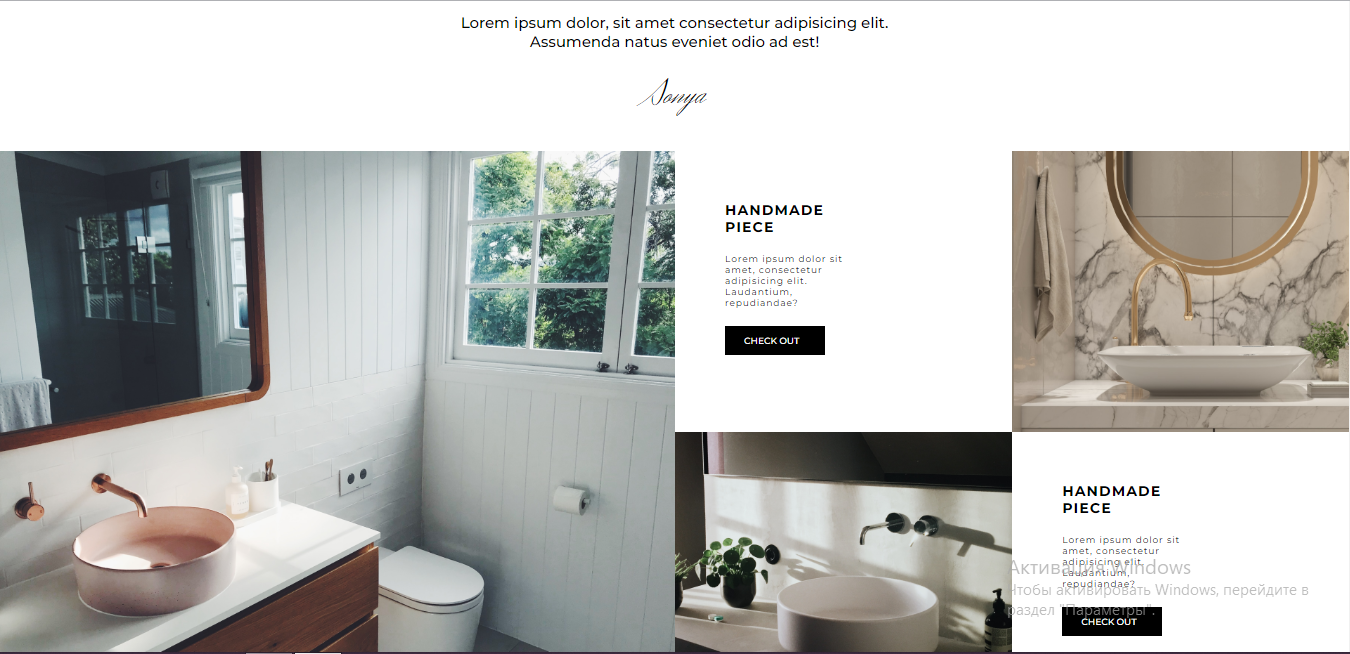 Lorem ipsum dolor, sit amet consectetur adipisicing elit.
Assumenda natus eveniet odio ad est!
Sonya
HANDMADE
PIECE
Lorem ipsum dolor sit
amet, consectetur
adipisicing elit.
Laudantium,
repudiandae?
CHECK OUT
HANDMADE
PIECE
Lorem ipsum dolor sit
amet, consectetur
adipisicing elit.
Laudantium,
repudiandae?
CHECK OUT
Активация Windows
Чтобы активировать Windows, перейдите в
раздел "Параметры".